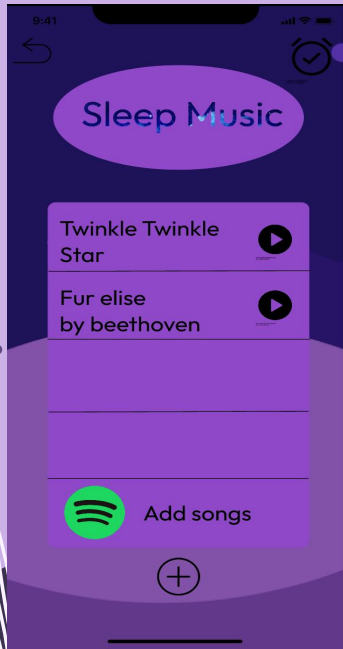 9:41
Sleep Music
Twinkle Twinkle
Star
Fur elise
by beethoven
Add songs